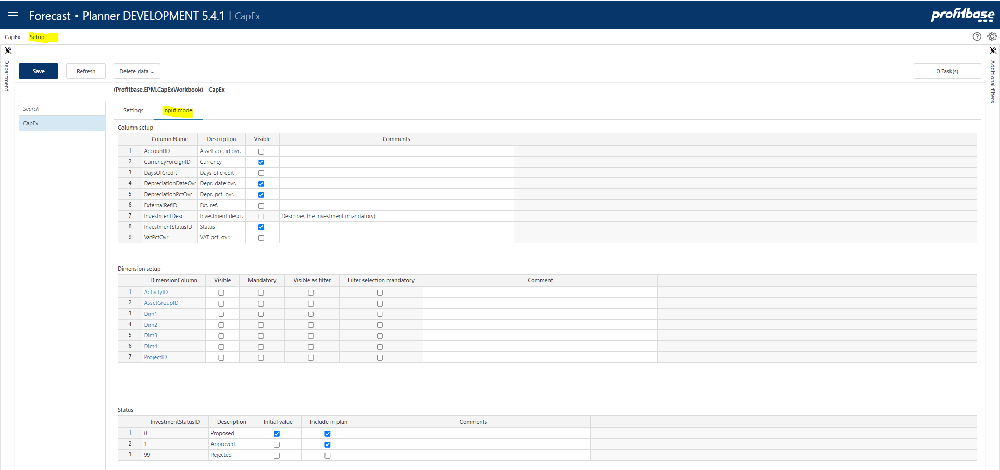 Forecast • Planner DEVELOPMENT 5.4.1 | CapEx
profitbase
CapEx Setup
Department
Additional filters
Save Refresh Delete data ... 0 Task(s)
(Profitbase.EPM.CapExWorkbook) - CapEx
Search
CapEx
Settings Input model
Column setup
Column Name Description Visible Comments
1 AccountID Asset acc. id ovr.
2 CurrencyForeignID Currency
3 DaysOfCredit Days of credit
4 DepreciationDateOvr Depr. date ovr.
5 DepreciationPctOvr Depr. pct. ovr.
6 ExternalRefID Ext. ref.
7 InvestmentDesc Investment descr. Describes the investment (mandatory)
8 InvestmentStatusID Status
9 VatPctOvr VAT pct. ovr.
Dimension setup
DimensionColumn Visible Mandatory Visible as filter Filter selection mandatory Comment
1 ActivityID
2 AssetGroupID
3 Dim1
4 Dim2
5 Dim3
6 Dim4
7 ProjectID
Status
InvestmentStatusID Description Initial value Include in plan Comments
1 0 Proposed
2 1 Approved
3 99 Rejected